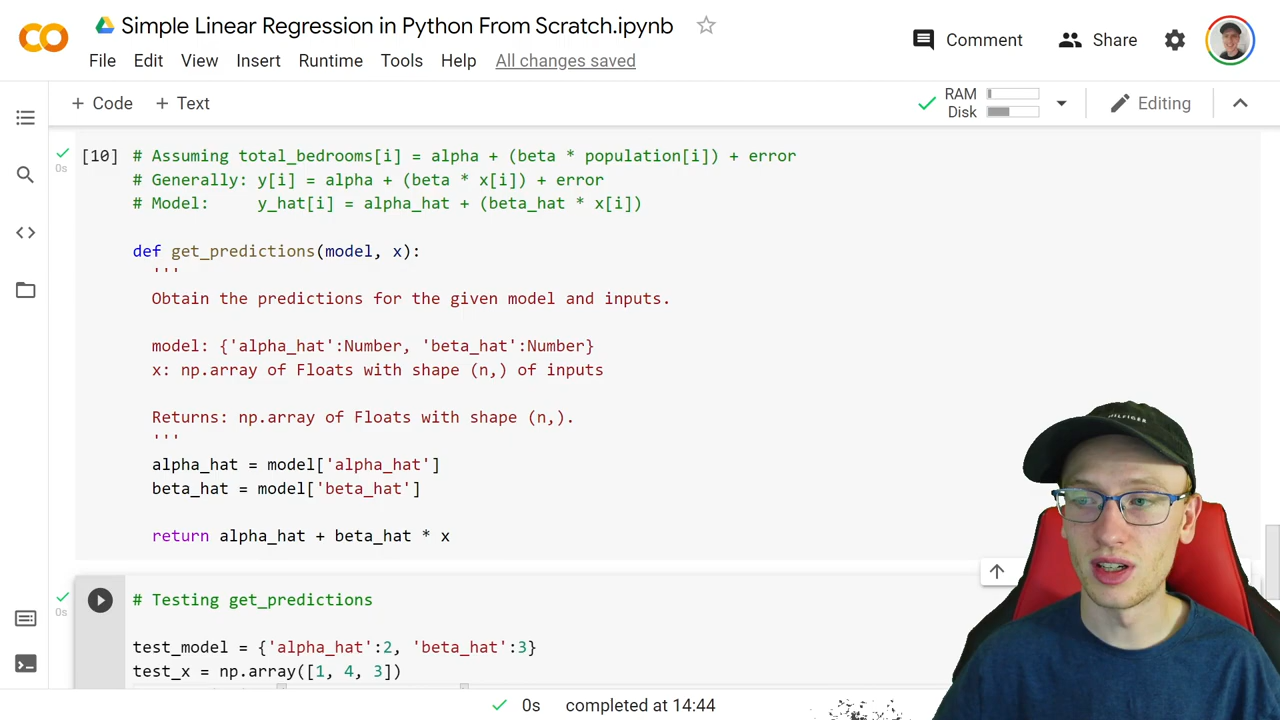 Simple Linear Regression in Python From Scratch.ipynb
File Edit View Insert Runtime Tools Help All changes saved
Comment Share
+ Code + Text
RAM
Disk
Editing
[10]
0s
# Assuming total_bedrooms[i] = alpha + (beta * population[i]) + error
# Generally: y[i] = alpha + (beta * x[i]) + error
# Model: y_hat[i] = alpha_hat + (beta_hat * x[i])
def get_predictions(model, x):
'''
Obtain the predictions for the given model and inputs.
model: {'alpha_hat':Number, 'beta_hat':Number}
x: np.array of Floats with shape (n,) of inputs
Returns: np.array of Floats with shape (n,).
'''
alpha_hat = model['alpha_hat']
beta_hat = model['beta_hat']
return alpha_hat + beta_hat * x
0s
# Testing get_predictions
test_model = {'alpha_hat':2, 'beta_hat':3}
test_x = np.array([1, 4, 3])
0s completed at 14:44
HILFIGER